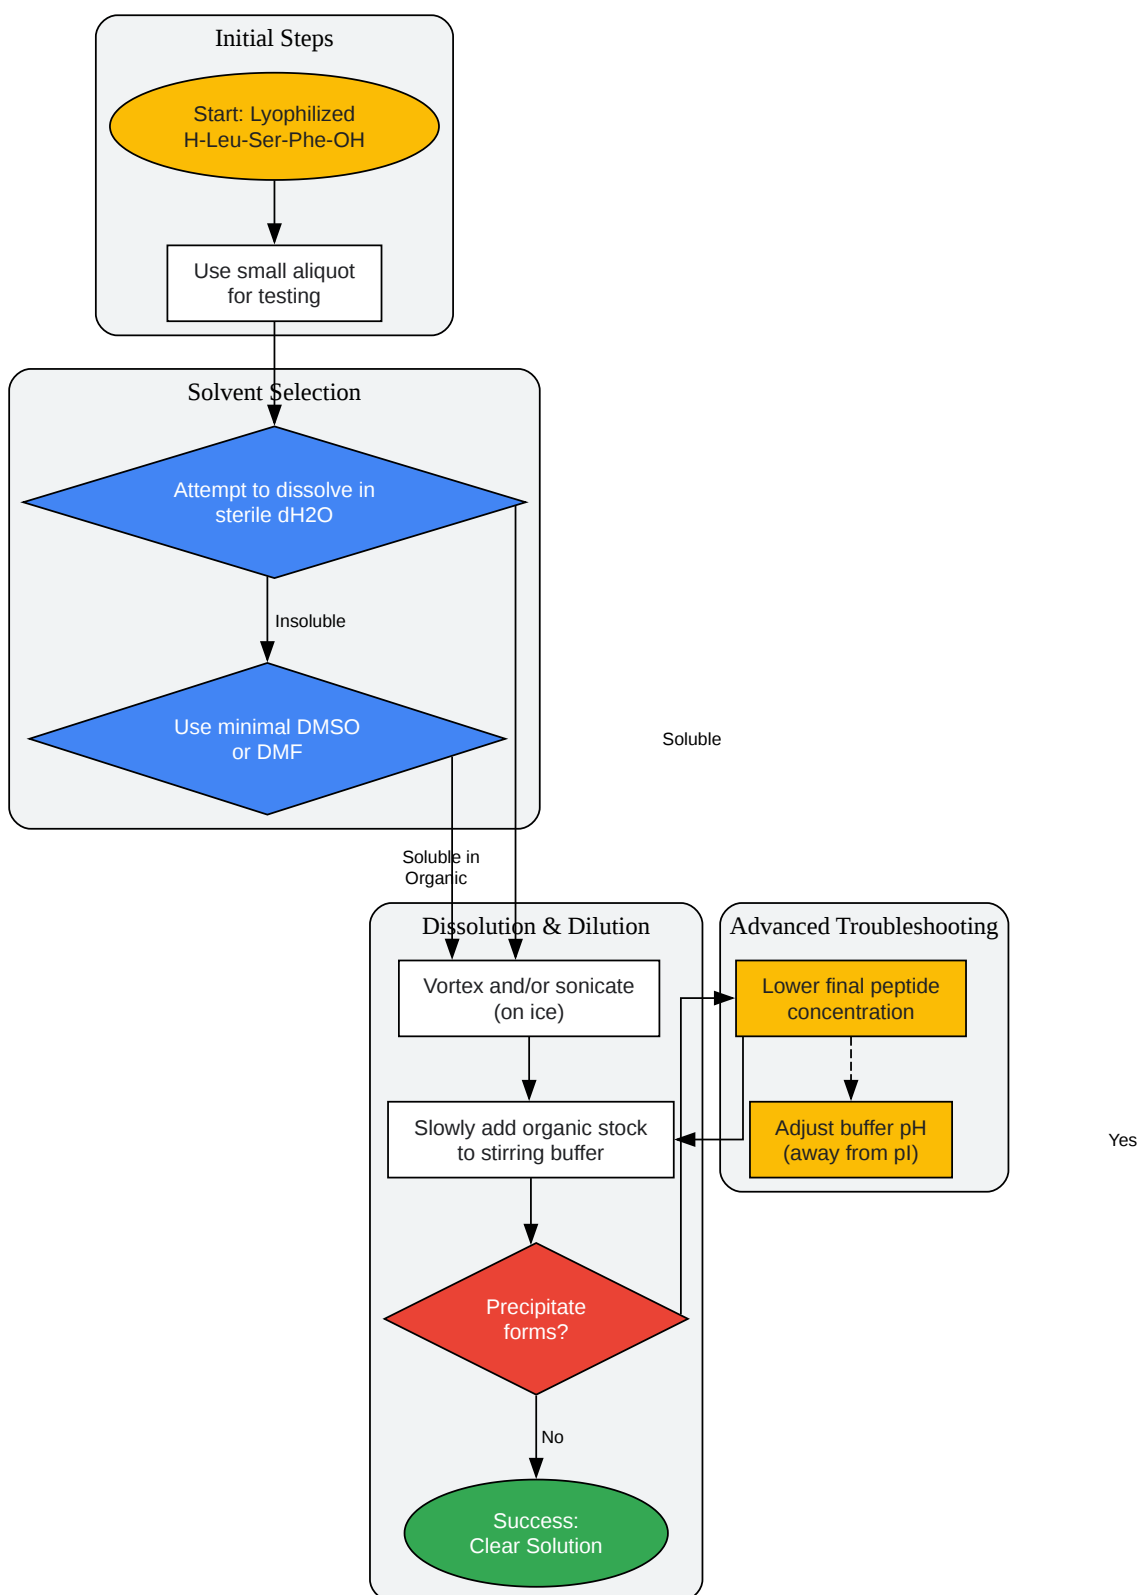 Initial Steps
Start: Lyophilized
H-Leu-Ser-Phe-OH
Use small aliquot
for testing
Solvent Selection
Attempt to dissolve in
sterile dH2O
Insoluble
Use minimal DMSO
or DMF
Soluble
Soluble in
Organic
Dissolution & Dilution
Advanced Troubleshooting
Vortex and/or sonicate
(on ice)
Lower final peptide
concentration
Slowly add organic stock
to stirring buffer
Adjust buffer pH
(away from pI)
Yes
Precipitate
forms?
No
Success:
Clear Solution